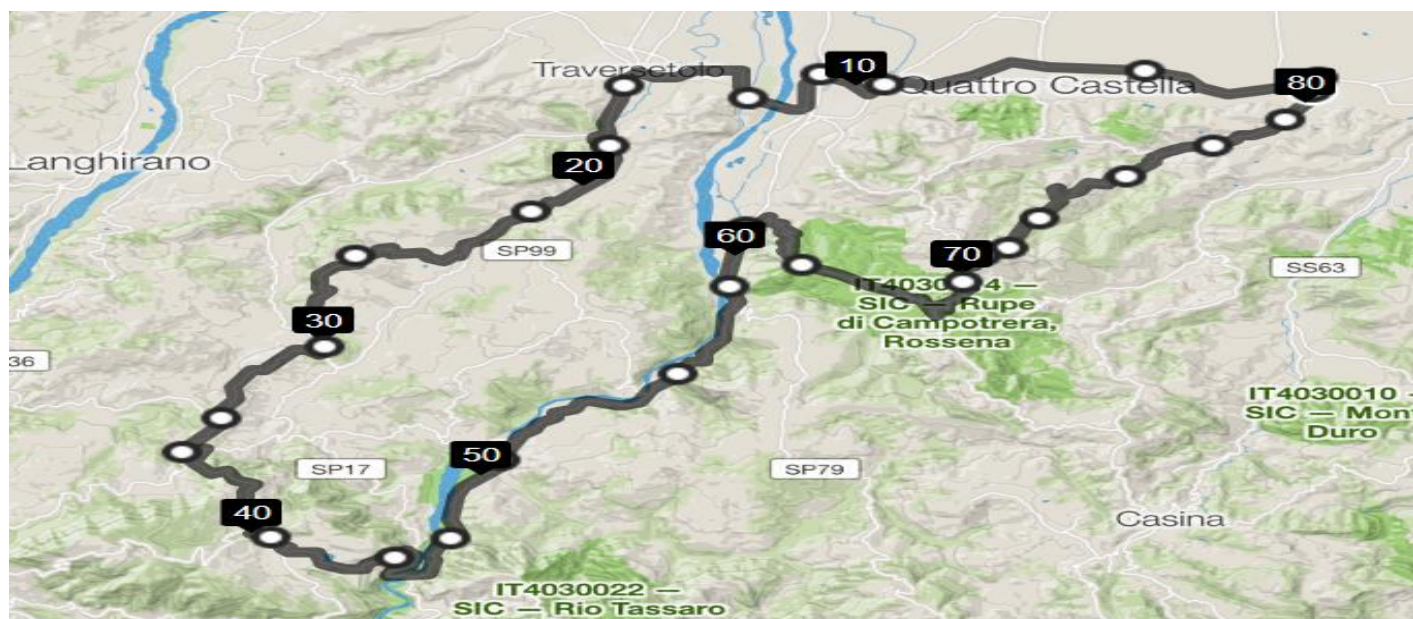 Traversetolo
10
Quattro Castella
80
Langhirano
20
SP99
60
70
SS63
IT4030014 —
SIC — Rupe
di Campotrera,
Rossena
30
36
IT4030010 -
SIC — Mon
Duro
50
SP17
SP79
40
Casina
IT4030022 —
SIC — Rio Tassaro